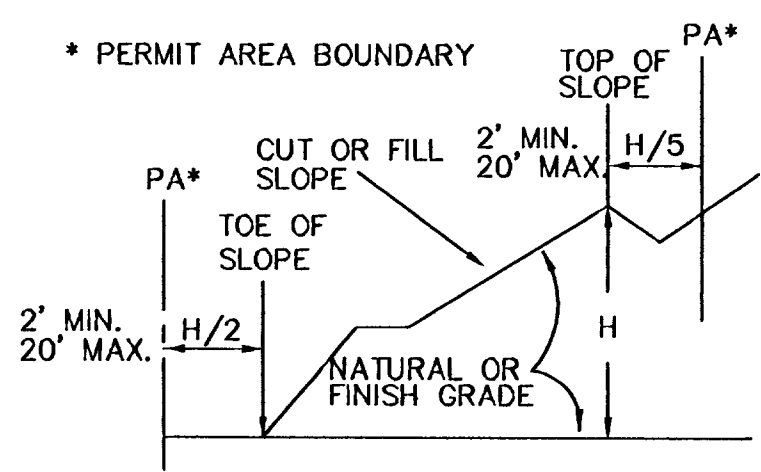 * PERMIT AREA BOUNDARY
PA*
TOP OF
SLOPE
2' MIN.
20' MAX.
H/5
CUT OR FILL
SLOPE
PA*
TOE OF
SLOPE
2' MIN.
20' MAX.
H/2
H
NATURAL OR
FINISH GRADE